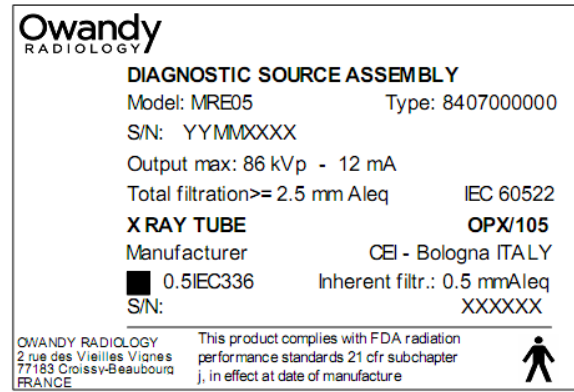 Owandy
RADIOLOGY
DIAGNOSTIC SOURCE ASSEMBLY
Model: MRE05 Type: 8407000000
S/N: YYMMXXXX
Output max: 86 kVp - 12 mA
Total filtration>= 2.5 mm Aleq IEC 60522
X RAY TUBE OPX/105
Manufacturer CEI - Bologna ITALY
0.5IEC336 Inherent filtr.: 0.5 mmAleq
S/N: XXXXXX
OWANDY RADIOLOGY
2 rue des Vieilles Vignes
77183 Croissy-Beaubourg
FRANCE
This product complies with FDA radiation
performance standards 21 cfr subchapter
j, in effect at date of manufacture